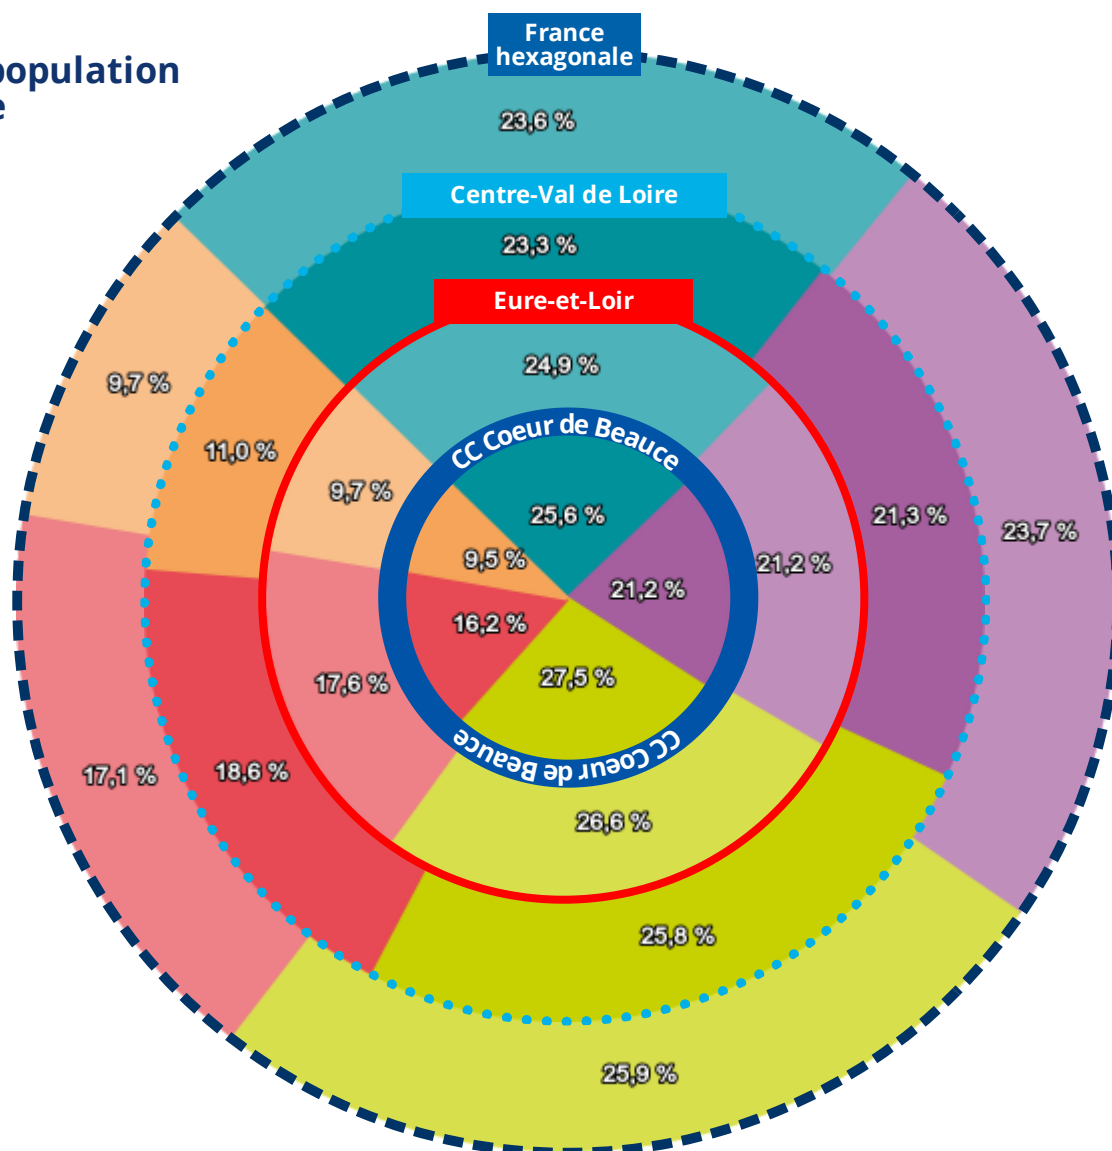 France
hexagonale
population
e
23,6 %
Centre-Val de Loire
23,3 %
Eure-et-Loir
24,9 %
9,7 %
CC Coeur de Beauce
11,0 %
9,7 %
25,6 %
21,3 %
23,7 %
9,5 %
21,2 %
21,2 %
16,2 %
27,5 %
17,6 %
CC Coeur de Beauce
17,1 %
18,6 %
26,6 %
25,8 %
25,9 %